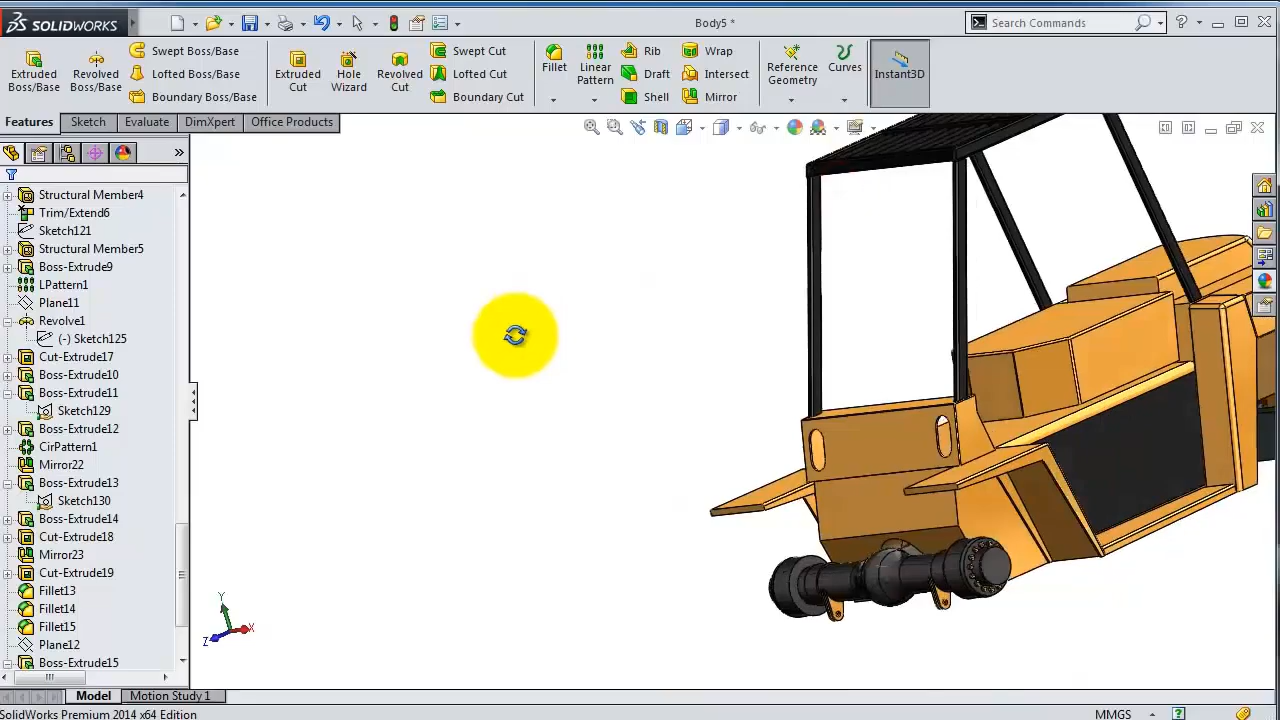 SOLIDWORKS
Body5 *
Search Commands
?
Extruded Boss/Base
Revolved Boss/Base
Swept Boss/Base
Lofted Boss/Base
Boundary Boss/Base
Extruded Cut
Hole Wizard
Revolved Cut
Swept Cut
Lofted Cut
Boundary Cut
Fillet
Linear Pattern
Rib
Draft
Shell
Wrap
Intersect
Mirror
Reference Geometry
Curves
Instant3D
Features
Sketch
Evaluate
DimXpert
Office Products
Structural Member4
Trim/Extend6
Sketch121
Structural Member5
Boss-Extrude9
LPattern1
Plane11
Revolve1
(-) Sketch125
Cut-Extrude17
Boss-Extrude10
Boss-Extrude11
Sketch129
Boss-Extrude12
CirPattern1
Mirror22
Boss-Extrude13
Sketch130
Boss-Extrude14
Cut-Extrude18
Mirror23
Cut-Extrude19
Fillet13
Fillet14
Fillet15
Plane12
Boss-Extrude15
Y
Z
X
Model
Motion Study 1
SolidWorks Premium 2014 x64 Edition
MMGS
?